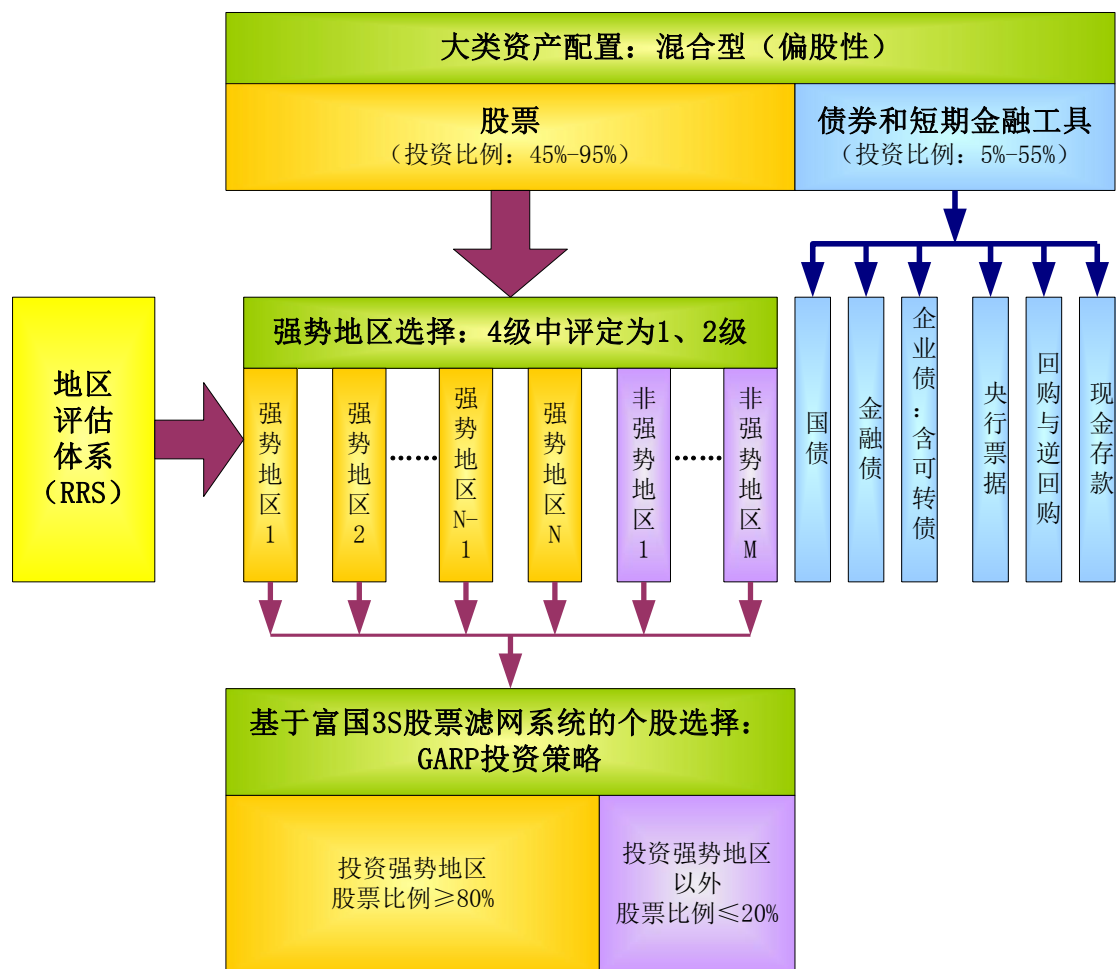 大类资产配置：混合型（偏股性）
股票
（投资比例：45%-95%）
债券和短期金融工具
（投资比例：5%-55%）
地区
评估
体系
（RRS）
强势地区选择：4级中评定为1、2级
强势地区1
强势地区2
……
强势地区N-1
强势地区N
非强势地区1
……
非强势地区M
国债
金融债
企业债：含可转债
央行票据
回购与逆回购
现金存款
基于富国3S股票滤网系统的个股选择：
GARP投资策略
投资强势地区
股票比例≥80%
投资强势地区
以外
股票比例≤20%